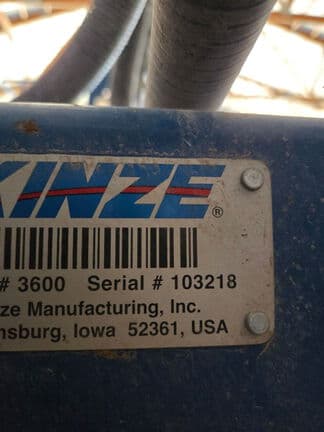 KINZE®
# 3600 Serial # 103218
ze Manufacturing, Inc.
nsburg, Iowa 52361, USA